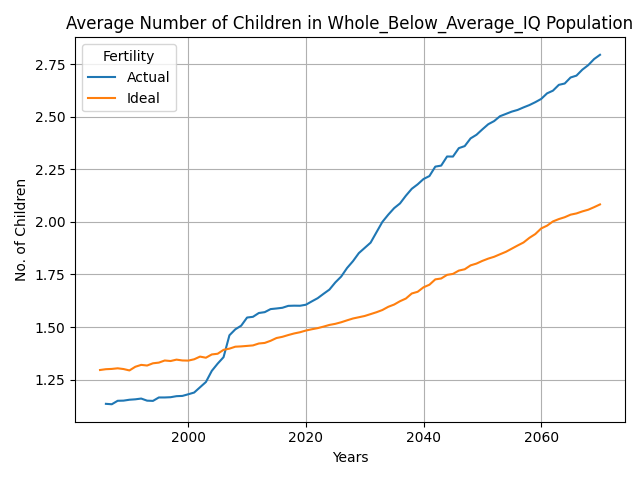 Average Number of Children in Whole_Below_Average_IQ Population
Fertility
Actual
Ideal
No. of Children
2.75
2.50
2.25
2.00
1.75
1.50
1.25
2000
2020
2040
2060
Years